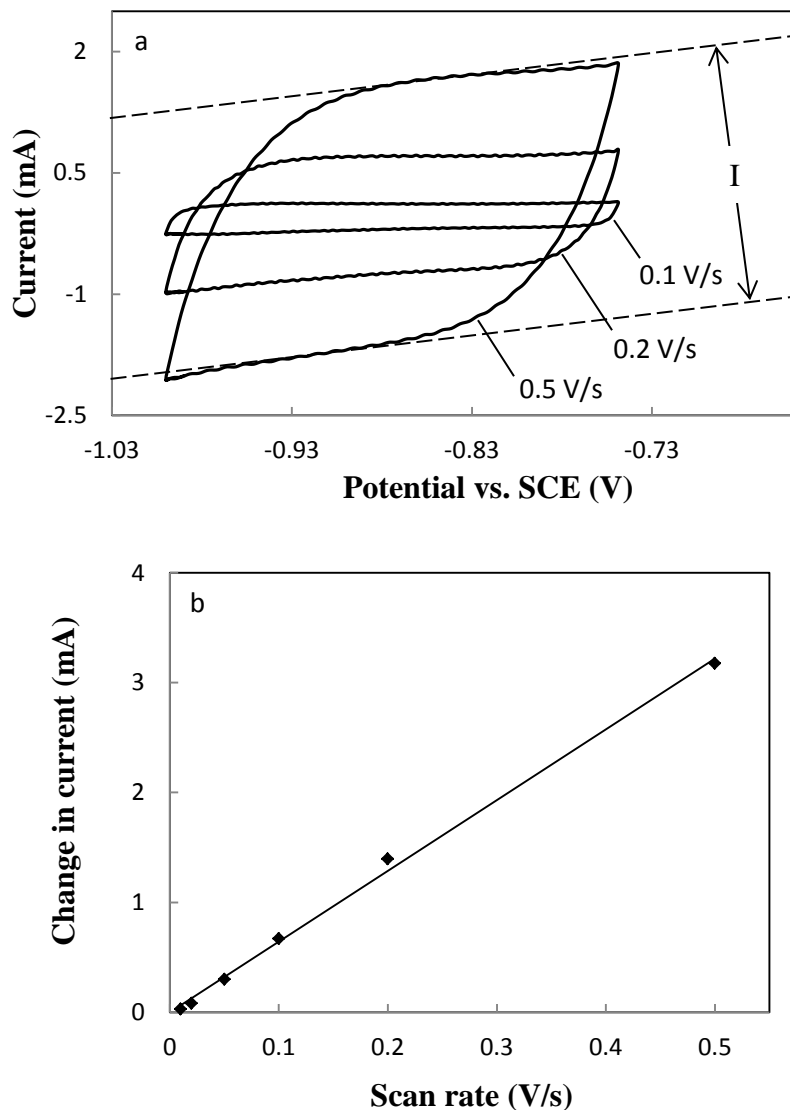 a
2
0.5
-1
-2.5
Current (mA)
I
0.1 V/s
0.2 V/s
0.5 V/s
-1.03 -0.93 -0.83 -0.73
Potential vs. SCE (V)
b
4
3
2
1
0
Change in current (mA)
0 0.1 0.2 0.3 0.4 0.5
Scan rate (V/s)